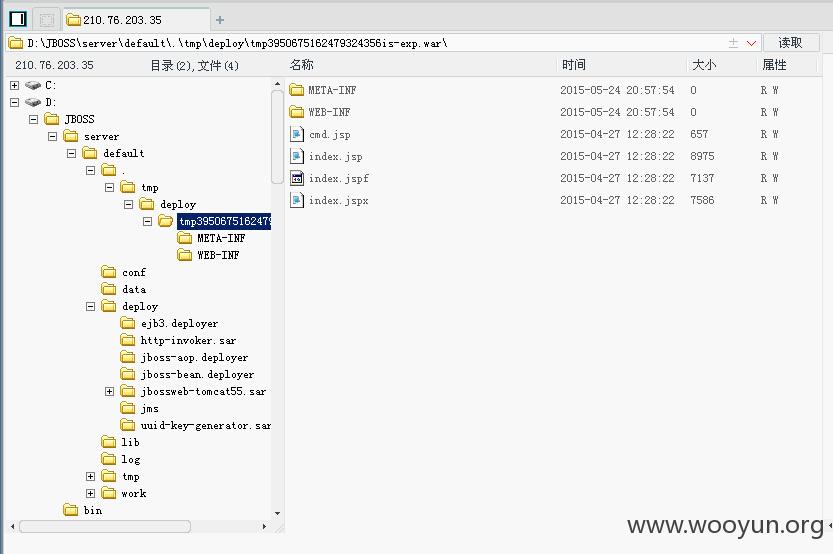 210.76.203.35
D:\JBOSS\server\default\.\tmp\deploy\tmp3950675162479324356is-exp.war\ 读取
210.76.203.35 目录(2),文件(4) 名称 时间 大小 属性
C:
D:
JBOSS
server
default
.
tmp
deploy
tmp3950675162479
META-INF
WEB-INF
conf
data
deploy
ejb3.deployer
http-invoker.sar
jboss-aop.deployer
jboss-bean.deployer
jbossweb-tomcat55.sar
jms
uuid-key-generator.sar
lib
log
tmp
work
bin
META-INF 2015-05-24 20:57:54 0 R W
WEB-INF 2015-05-24 20:57:54 0 R W
cmd.jsp 2015-04-27 12:28:22 657 R W
index.jsp 2015-04-27 12:28:22 8975 R W
index.jspf 2015-04-27 12:28:22 7137 R W
index.jspx 2015-04-27 12:28:22 7586 R W
www.wooyun.org